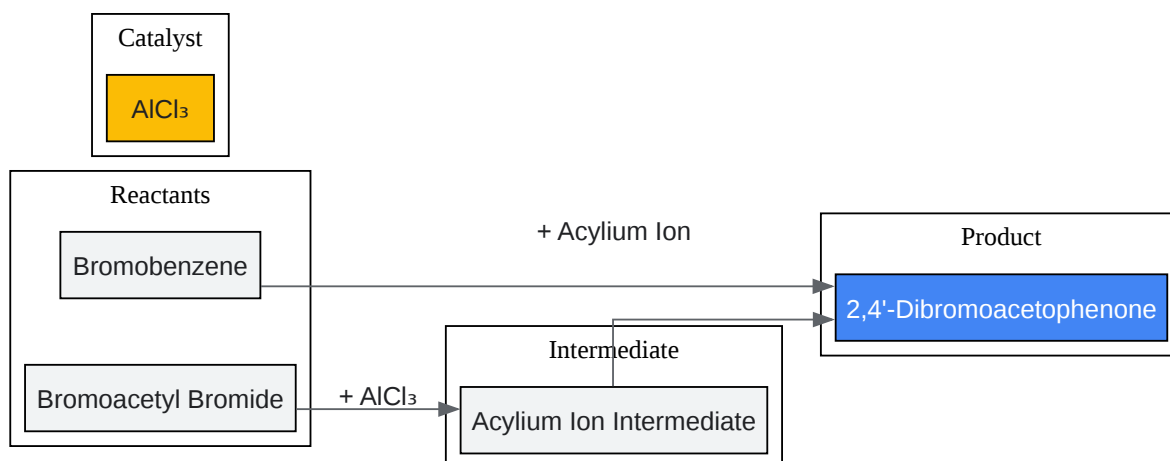 Catalyst
AlCl₃
Reactants
Bromobenzene
+ Acylium Ion
Product
2,4'-Dibromoacetophenone
Intermediate
Bromoacetyl Bromide
+ AlCl₃
Acylium Ion Intermediate